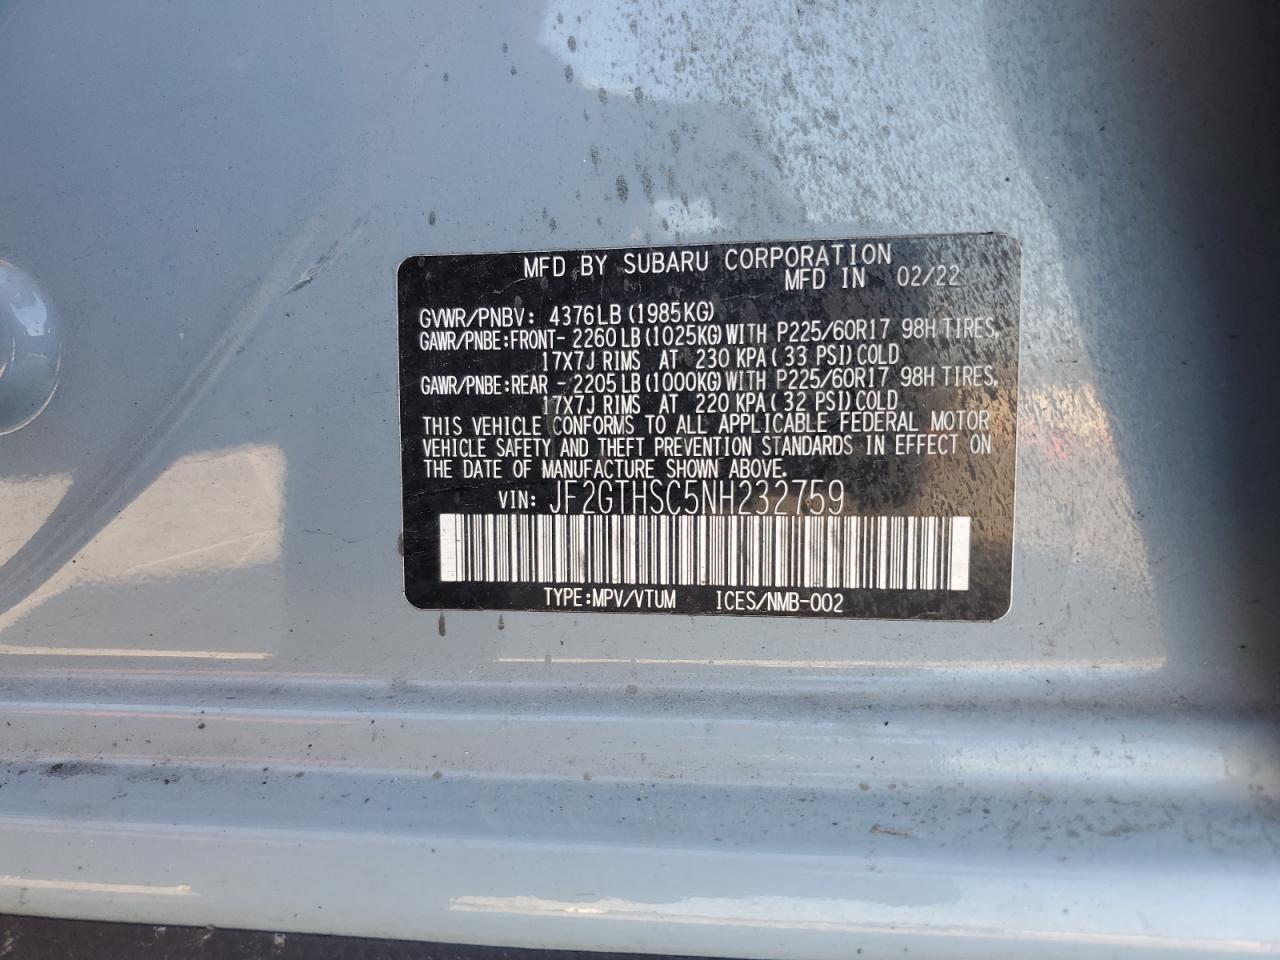 MFD BY SUBARU CORPORATION
MFD IN 02/22
GVWR/PNBV: 4376LB(1985KG)
GAWR/PNBE:FRONT- 2260LB(1025KG)WITH P225/60R17 98H TIRES,
17X7J RIMS AT 230 KPA(33 PSI)COLD
GAWR/PNBE:REAR - 2205LB(1000KG)WITH P225/60R17 98H TIRES,
17X7J RIMS AT 220 KPA(32 PSI)COLD
THIS VEHICLE CONFORMS TO ALL APPLICABLE FEDERAL MOTOR
VEHICLE SAFETY AND THEFT PREVENTION STANDARDS IN EFFECT ON
THE DATE OF MANUFACTURE SHOWN ABOVE.
VIN: JF2GTHSC5NH232759
TYPE:MPV/VTUM ICES/NMB-002